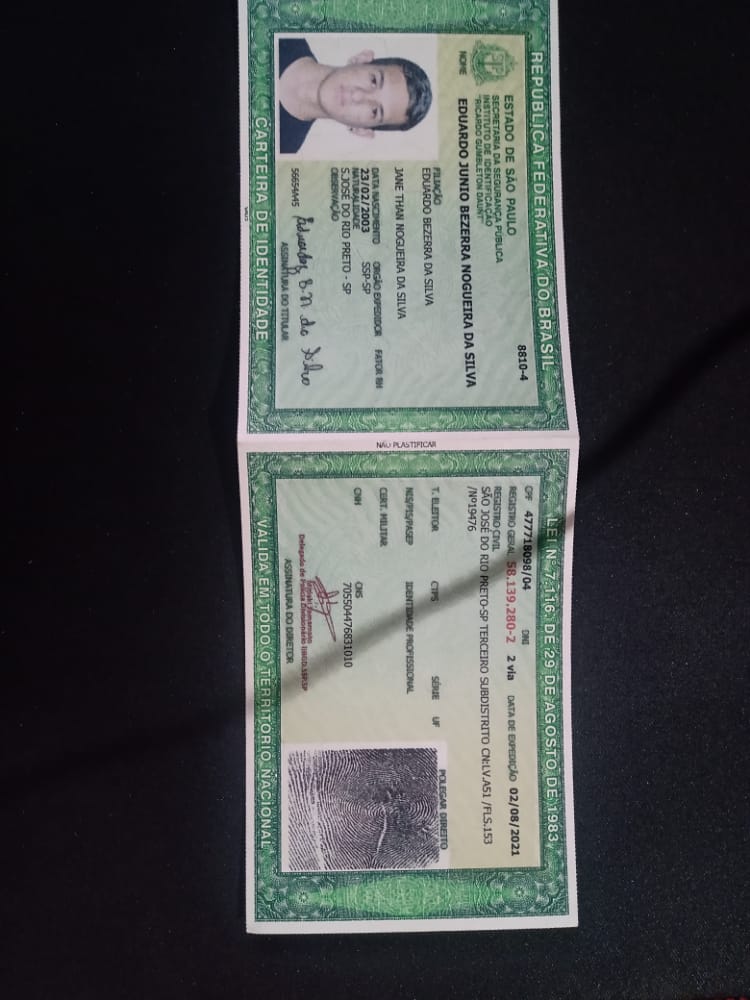 REPÚBLICA FEDERATIVA DO BRASIL
8810-4
ESTADO DE SÃO PAULO
SECRETARIA DA SEGURANÇA PÚBLICA
INSTITUTO DE IDENTIFICAÇÃO
"RICARDO GUMBLETON DAUNT"
NOME EDUARDO JUNIO BEZERRA NOGUEIRA DA SILVA
FILIAÇÃO
EDUARDO BEZERRA DA SILVA
JANE THAN NOGUEIRA DA SILVA
DATA NASCIMENTO ORGÃO EXPEDIDOR FATOR RH
23/02/2003 SSP-SP
NATURALIDADE
S.JOSÉ DO RIO PRETO - SP
OBSERVAÇÃO
56654A45
ASSINATURA DO TITULAR
CARTEIRA DE IDENTIDADE
NÃO PLASTIFICAR
LEI Nº 7.116, DE 29 DE AGOSTO DE 1983
CPF 477718098/04 DNI
REGISTRO GERAL 58.139.280-2 2 via DATA DE EXPEDIÇÃO 02/08/2021
REGISTRO CIVIL
SÃO JOSÉ DO RIO PRETO-SP TERCEIRO SUBDISTRITO CN:LV.A51 /FLS.153
/Nº19476
T. ELEITOR CTPS SÉRIE UF
POLEGAR DIREITO
NIS/PIS/PASEP IDENTIDADE PROFISSIONAL
CERT. MILITAR
CNH CNS
705504476831010
Delegado de Polícia Divisionário IIRGD.SSP.SP
ASSINATURA DO DIRETOR
VÁLIDA EM TODO O TERRITÓRIO NACIONAL